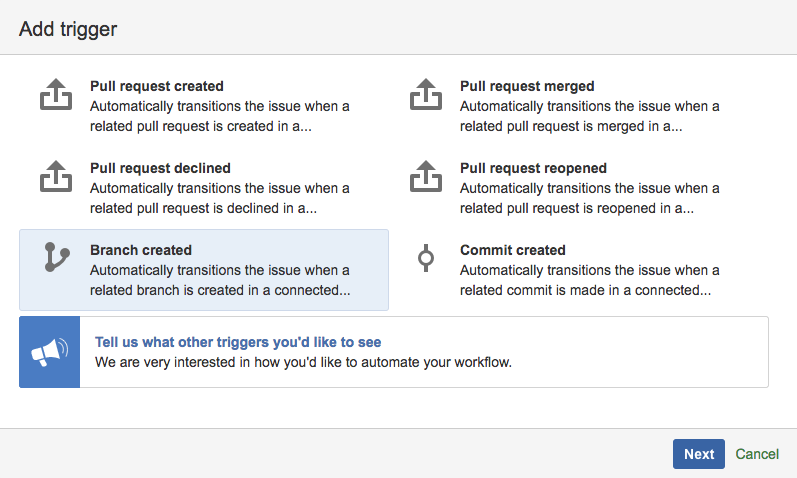 Add trigger
Pull request created
Automatically transitions the issue when a
related pull request is created in a...
Pull request merged
Automatically transitions the issue when a
related pull request is merged in a...
Pull request declined
Automatically transitions the issue when a
related pull request is declined in a...
Pull request reopened
Automatically transitions the issue when a
related pull request is reopened in a...
Branch created
Automatically transitions the issue when a
related branch is created in a connected...
Commit created
Automatically transitions the issue when a
related commit is made in a connected...
Tell us what other triggers you'd like to see
We are very interested in how you'd like to automate your workflow.
Next
Cancel